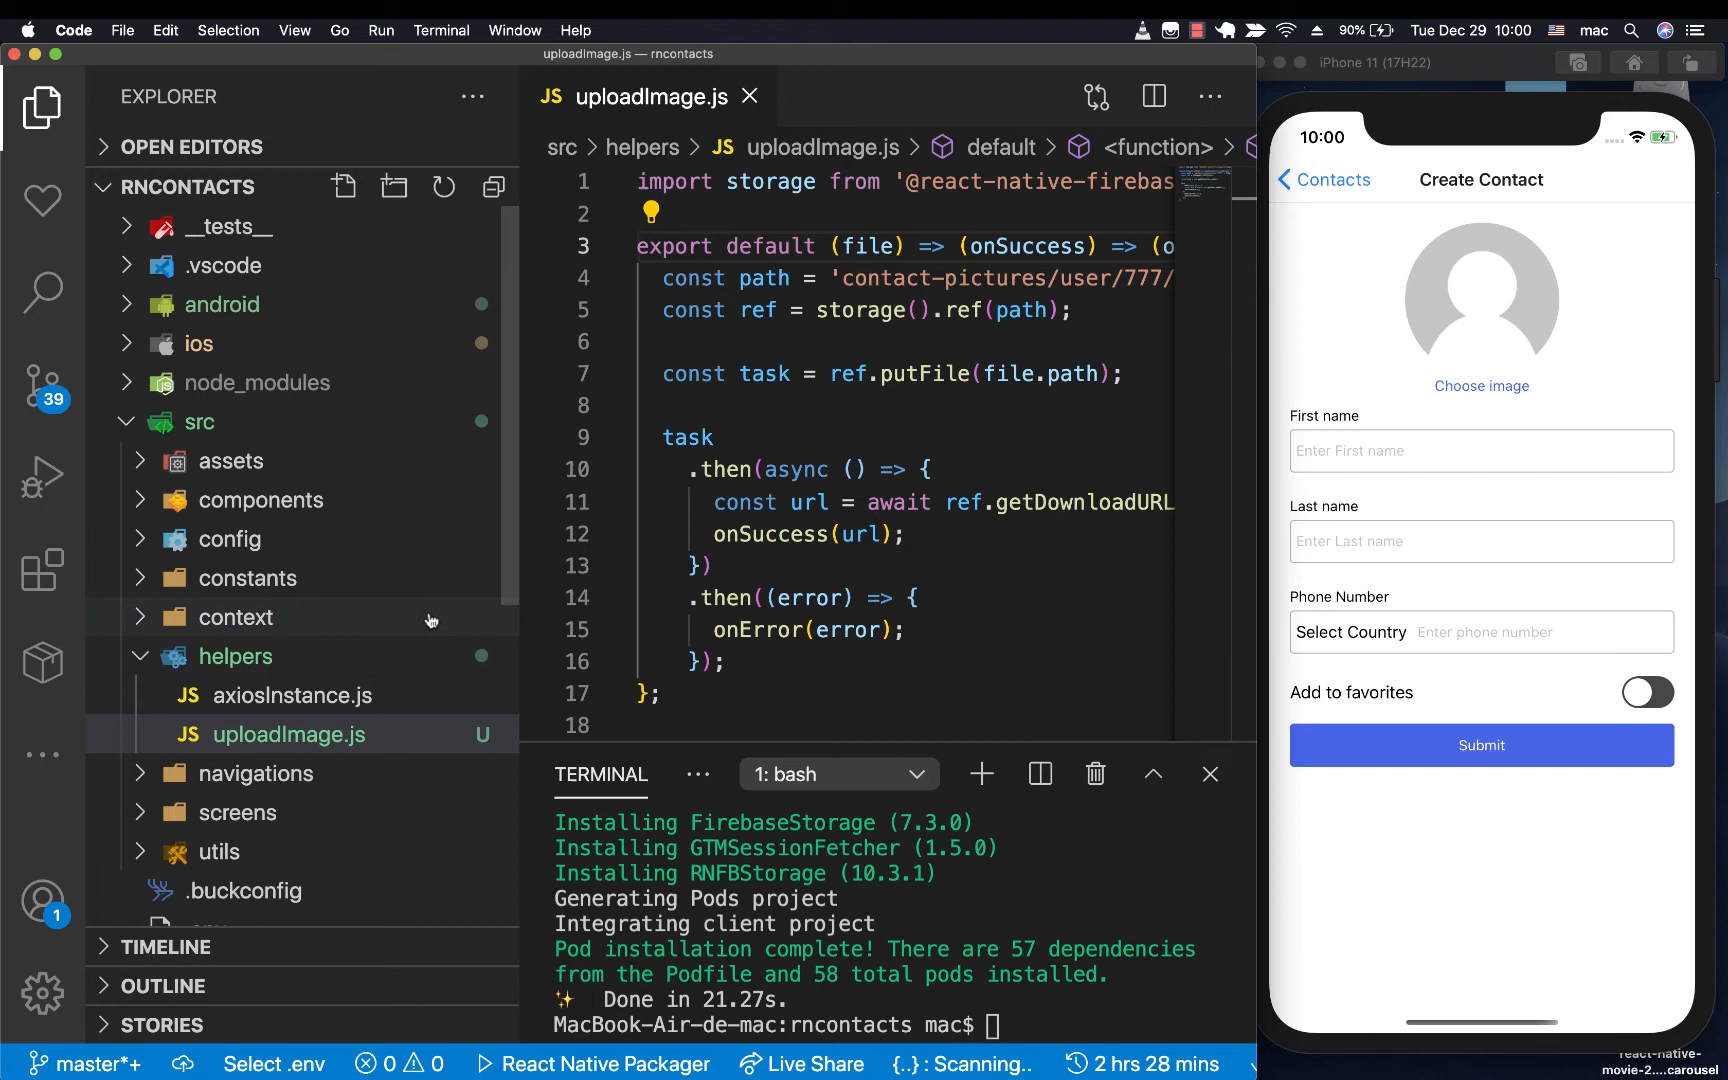 Code File Edit Selection View Go Run Terminal Window Help 90% Tue Dec 29 10:00 mac
uploadImage.js — rncontacts
iPhone 11 (17H22)
EXPLORER
OPEN EDITORS
RNCONTACTS
__tests__
.vscode
android
ios
node_modules
src
assets
components
config
constants
context
helpers
JS axiosInstance.js
JS uploadImage.js U
navigations
screens
utils
.buckconfig
TIMELINE
OUTLINE
STORIES
39
1
JS uploadImage.js
src > helpers > JS uploadImage.js > default > <function>
1 import storage from '@react-native-firebas
2
3 export default (file) => (onSuccess) => (o
4 const path = 'contact-pictures/user/777/
5 const ref = storage().ref(path);
6
7 const task = ref.putFile(file.path);
8
9 task
10 .then(async () => {
11 const url = await ref.getDownloadURL
12 onSuccess(url);
13 })
14 .then((error) => {
15 onError(error);
16 });
17 };
18
TERMINAL 1: bash
Installing FirebaseStorage (7.3.0)
Installing GTMSessionFetcher (1.5.0)
Installing RNFBStorage (10.3.1)
Generating Pods project
Integrating client project
Pod installation complete! There are 57 dependencies
from the Podfile and 58 total pods installed.
✨ Done in 21.27s.
MacBook-Air-de-mac:rncontacts mac$
master*+ Select .env 0 0 React Native Packager Live Share {..} : Scanning.. 2 hrs 28 mins
10:00
Contacts Create Contact
Choose image
First name
Enter First name
Last name
Enter Last name
Phone Number
Select Country Enter phone number
Add to favorites
Submit
react-native-
movie-2....carousel